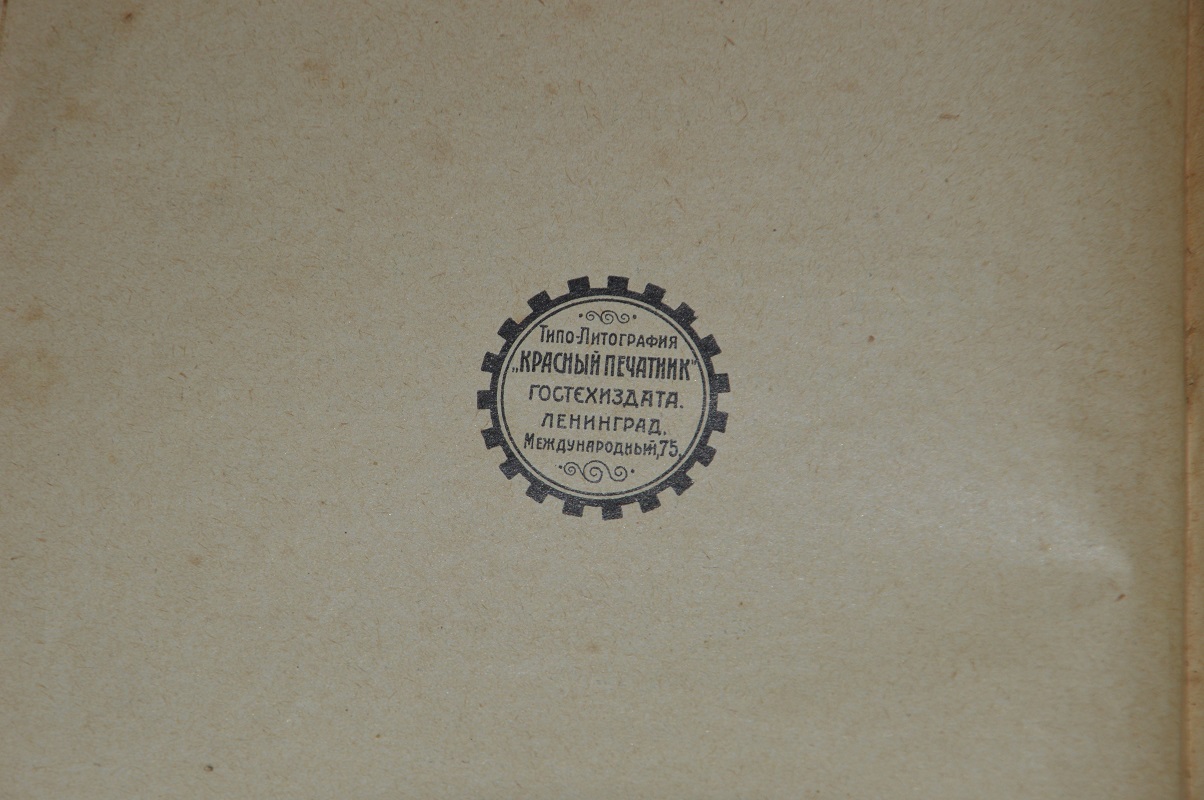 Типо-Литография
„КРАСНЫЙ ПЕЧАТНИК"
ГОСТЕХИЗДАТА.
ЛЕНИНГРАД.
Международный, 75.